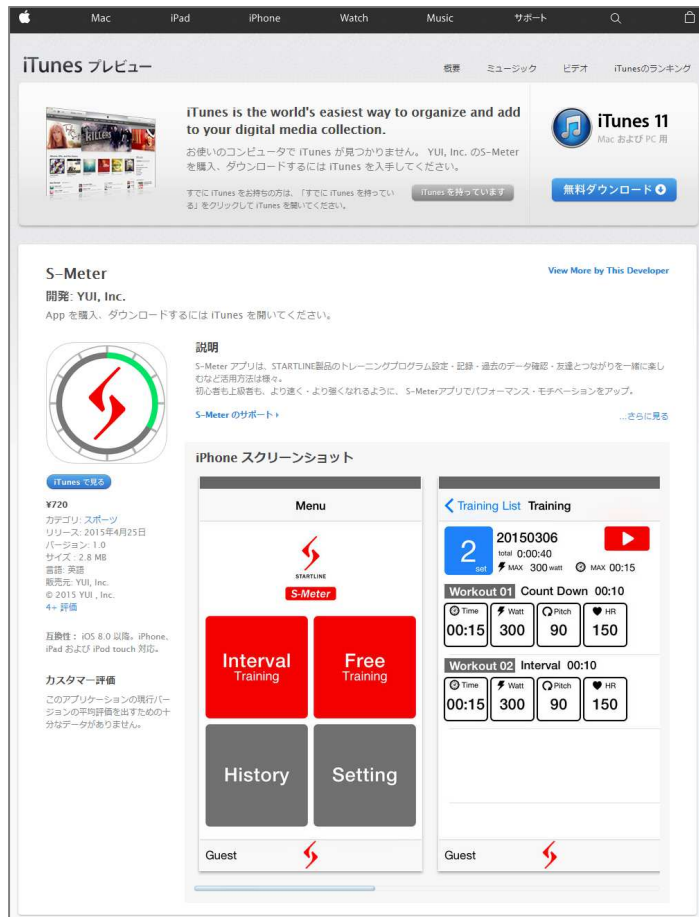 Mac iPad iPhone Watch Music サポート
iTunes プレビュー
概要 ミュージック ビデオ iTunesのランキング
iTunes is the world's easiest way to organize and add
to your digital media collection.
お使いのコンピュータで iTunes が見つかりません。 YUI, Inc. のS-Meter
を購入、ダウンロードするには iTunes を入手してください。
すでに iTunes をお持ちの方は、「すでに iTunes を持ってい
る」をクリックして iTunes を開いてください。
iTunes を持っています
iTunes 11
Mac および PC 用
無料ダウンロード
S-Meter
View More by This Developer
開発: YUI, Inc.
App を購入、ダウンロードするには iTunes を開いてください。
説明
S-Meter アプリは、STARTLINE製品のトレーニングプログラム設定・記録・過去のデータ確認・友達とつながりを一緒に楽し
むなど活用方法は様々。
初心者も上級者も、より速く・より強くなれるように、 S-Meterアプリでパフォーマンス・モチベーションをアップ。
S-Meter のサポート
...さらに見る
iTunes で見る
¥720
カテゴリ: スポーツ
リリース: 2015年4月25日
バージョン: 1.0
サイズ : 2.8 MB
言語: 英語
販売元: YUI, Inc.
© 2015 YUI , Inc.
4+ 評価
互換性 : iOS 8.0 以降。iPhone、
iPad および iPod touch 対応。
カスタマー評価
このアプリケーションの現行バー
ジョンの平均評価を出すための十
分なデータがありません。
iPhone スクリーンショット
Menu
STARTLINE
S-Meter
Interval
Training
Free
Training
History
Setting
Guest
Training List Training
2
set
20150306
total 0:00:40
MAX 300 watt MAX 00:15
Workout 01 Count Down 00:10
Time Watt Pitch HR
00:15 300 90 150
Workout 02 Interval 00:10
Time Watt Pitch HR
00:15 300 90 150
Guest